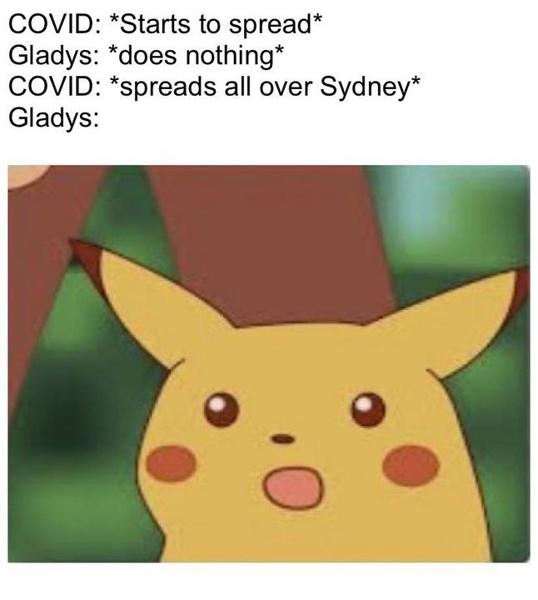 COVID: *Starts to spread*
Gladys: *does nothing*
COVID: *spreads all over Sydney*
Gladys: